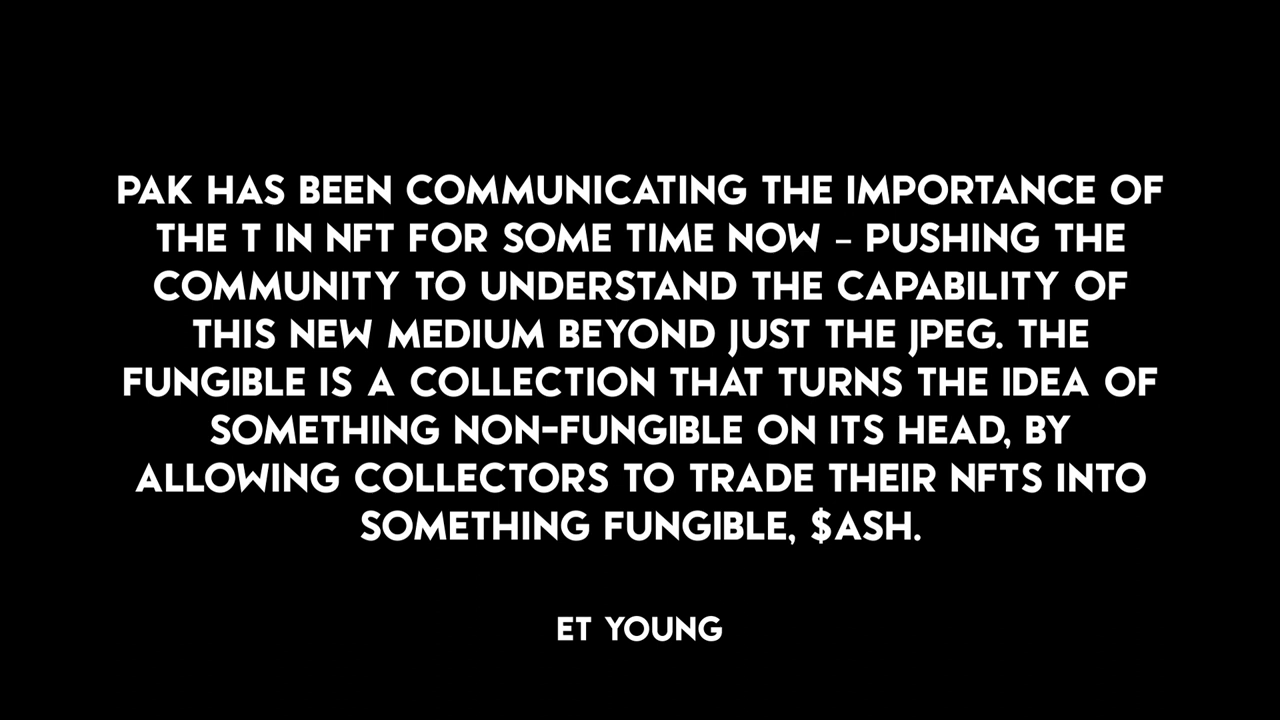 PAK HAS BEEN COMMUNICATING THE IMPORTANCE OF
THE T IN NFT FOR SOME TIME NOW – PUSHING THE
COMMUNITY TO UNDERSTAND THE CAPABILITY OF
THIS NEW MEDIUM BEYOND JUST THE JPEG. THE
FUNGIBLE IS A COLLECTION THAT TURNS THE IDEA OF
SOMETHING NON-FUNGIBLE ON ITS HEAD, BY
ALLOWING COLLECTORS TO TRADE THEIR NFTS INTO
SOMETHING FUNGIBLE, $ASH.
ET YOUNG